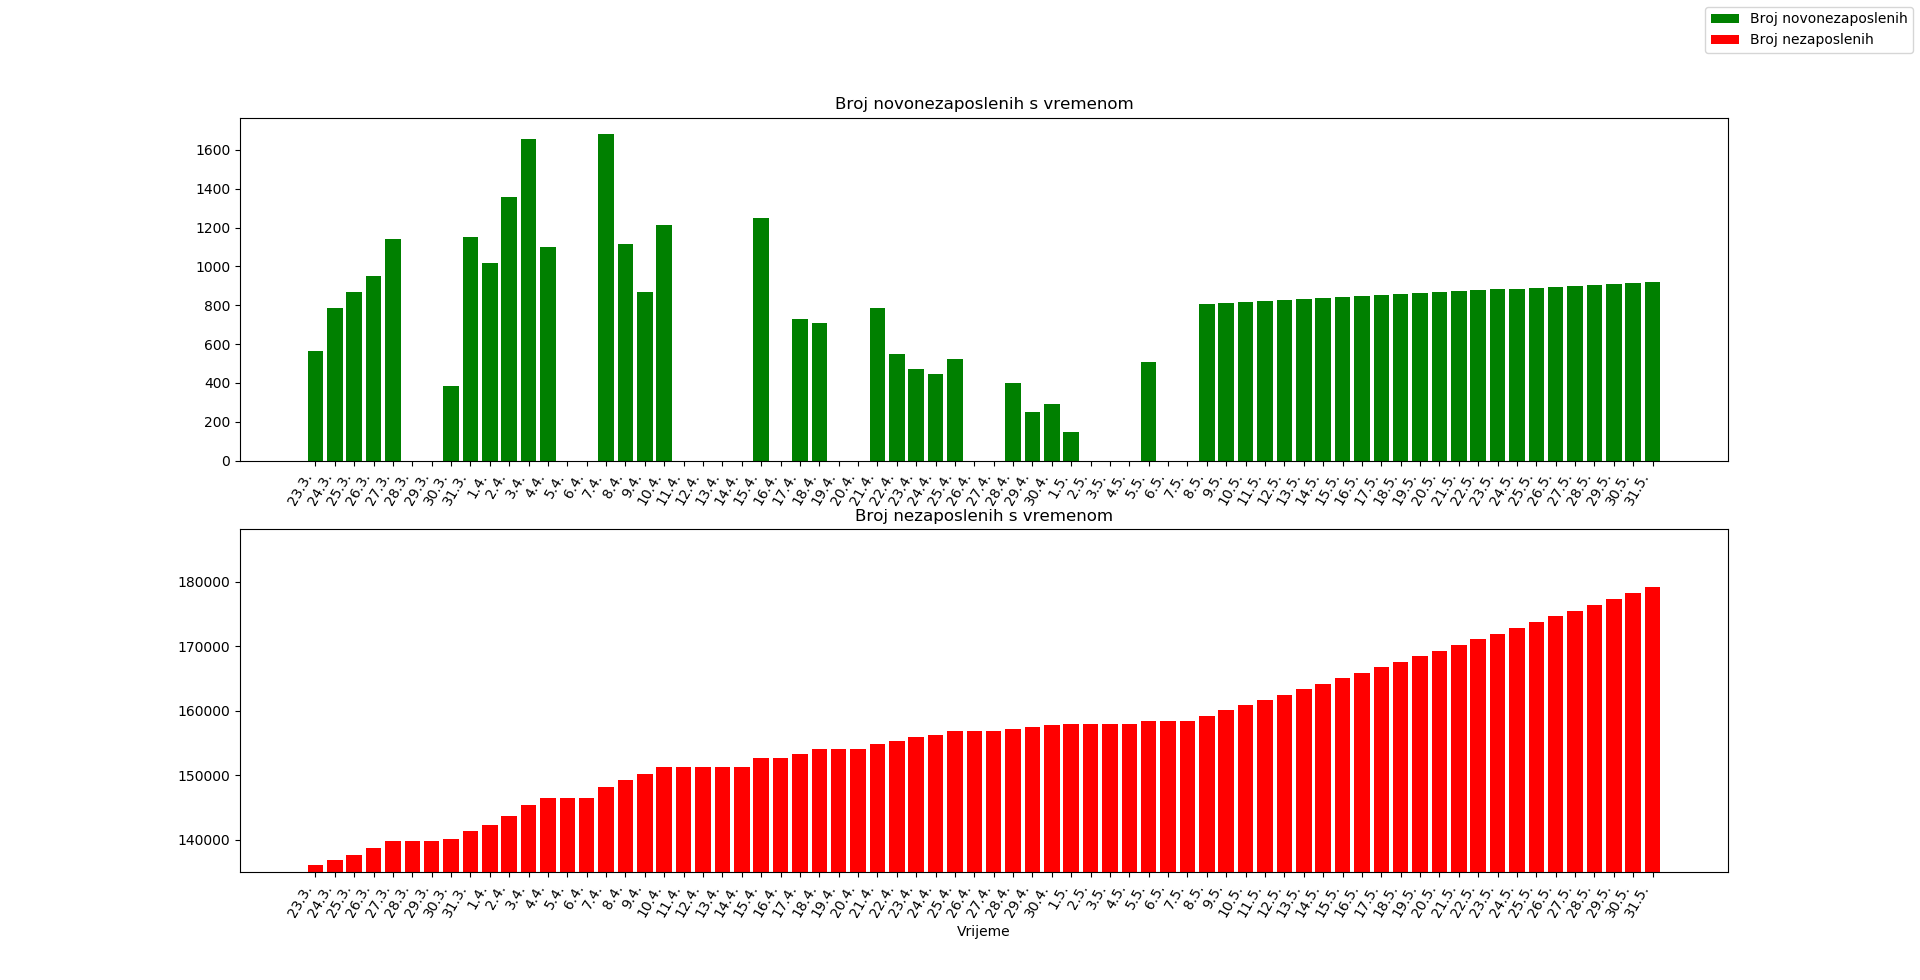 Broj novonezaposlenih
Broj nezaposlenih
Broj novonezaposlenih s vremenom
1600
1400
1200
1000
800
600
400
200
0
23.3. 24.3. 25.3. 26.3. 27.3. 28.3. 29.3. 30.3. 31.3. 1.4. 2.4. 3.4. 4.4. 5.4. 6.4. 7.4. 8.4. 9.4. 10.4. 11.4. 12.4. 13.4. 14.4. 15.4. 16.4. 17.4. 18.4. 19.4. 20.4. 21.4. 22.4. 23.4. 24.4. 25.4. 26.4. 27.4. 28.4. 29.4. 30.4. 1.5. 2.5. 3.5. 4.5. 5.5. 6.5. 7.5. 8.5. 9.5. 10.5. 11.5. 12.5. 13.5. 14.5. 15.5. 16.5. 17.5. 18.5. 19.5. 20.5. 21.5. 22.5. 23.5. 24.5. 25.5. 26.5. 27.5. 28.5. 29.5. 30.5. 31.5.
Broj nezaposlenih s vremenom
180000
170000
160000
150000
140000
23.3. 24.3. 25.3. 26.3. 27.3. 28.3. 29.3. 30.3. 31.3. 1.4. 2.4. 3.4. 4.4. 5.4. 6.4. 7.4. 8.4. 9.4. 10.4. 11.4. 12.4. 13.4. 14.4. 15.4. 16.4. 17.4. 18.4. 19.4. 20.4. 21.4. 22.4. 23.4. 24.4. 25.4. 26.4. 27.4. 28.4. 29.4. 30.4. 1.5. 2.5. 3.5. 4.5. 5.5. 6.5. 7.5. 8.5. 9.5. 10.5. 11.5. 12.5. 13.5. 14.5. 15.5. 16.5. 17.5. 18.5. 19.5. 20.5. 21.5. 22.5. 23.5. 24.5. 25.5. 26.5. 27.5. 28.5. 29.5. 30.5. 31.5.
Vrijeme